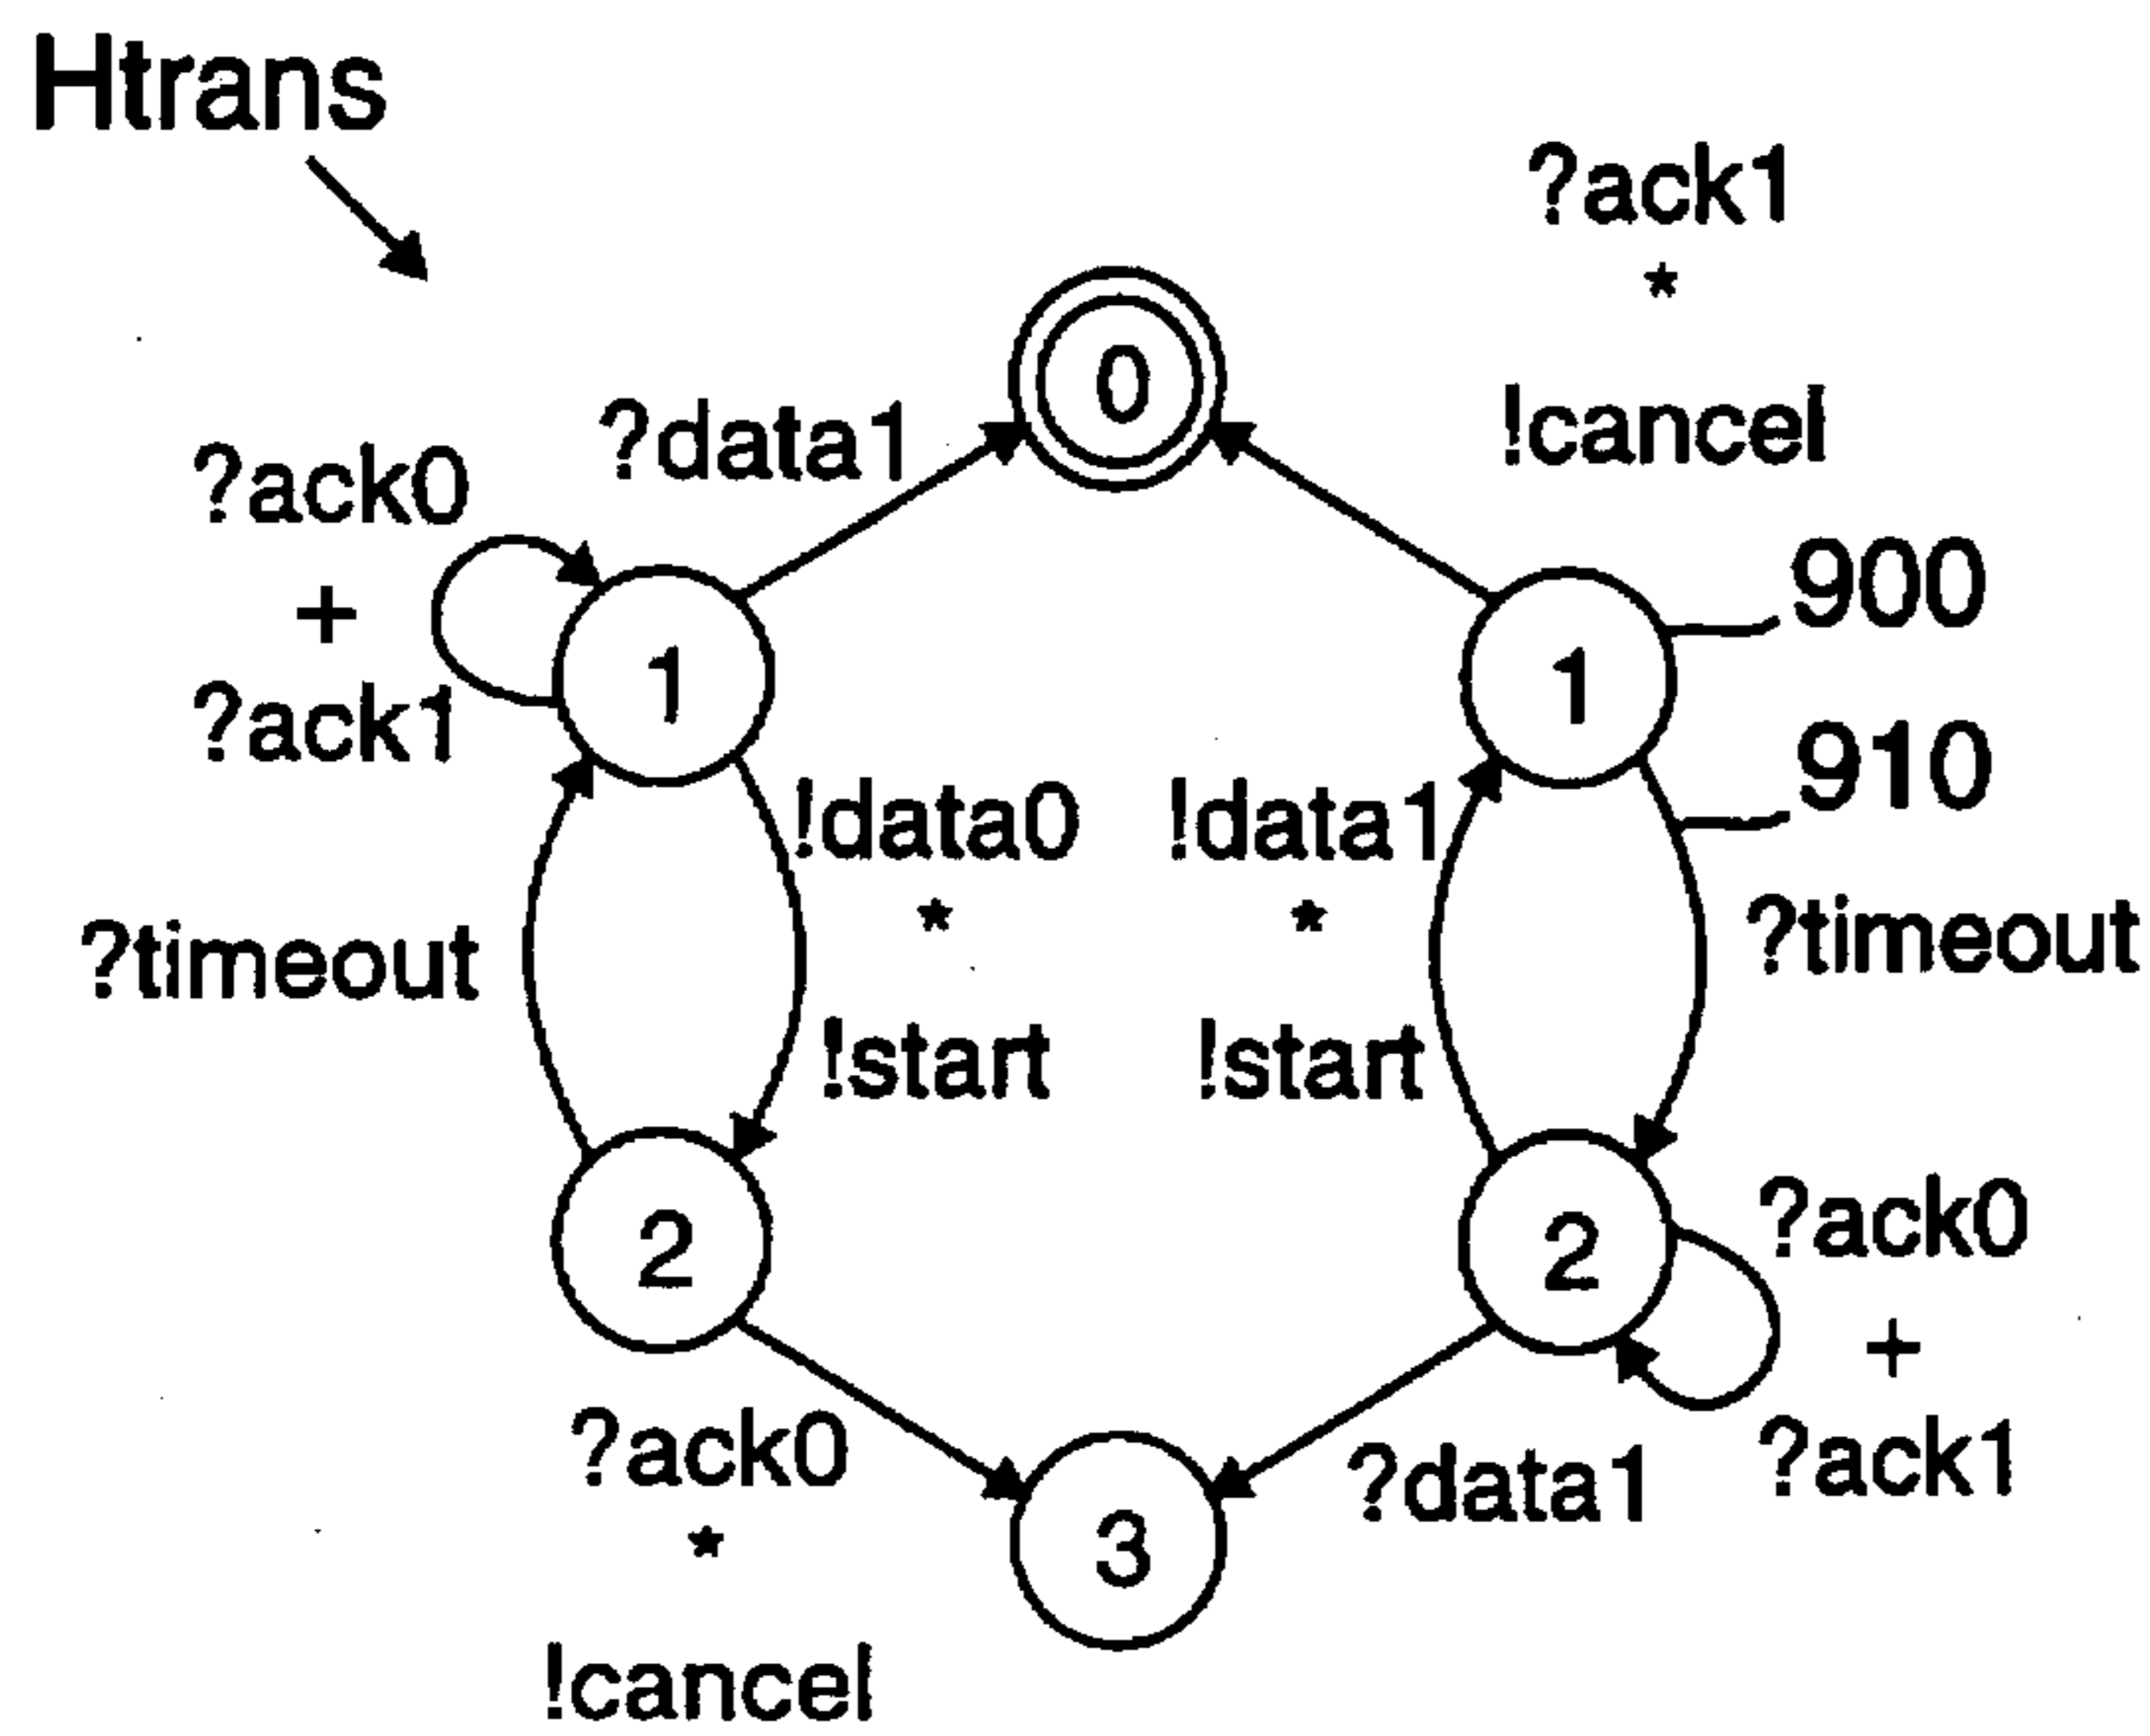 Htrans
?ack1
*
!cancel
0
?data1
?ack0
+
?ack1
1
1
900
910
!data0
*
!start
!data1
*
!start
?timeout
?timeout
2
2
?ack0
+
?ack1
?ack0
*
!cancel
?data1
3